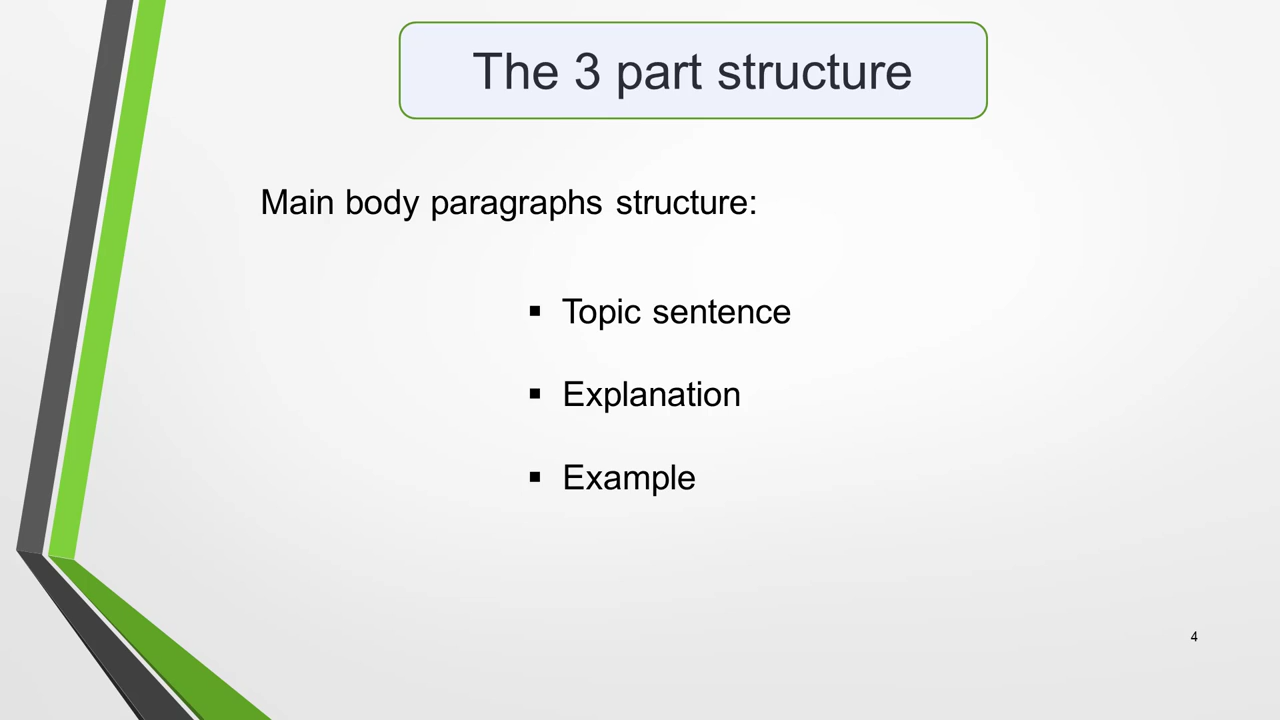 The 3 part structure
Main body paragraphs structure:
▪ Topic sentence
▪ Explanation
▪ Example
4